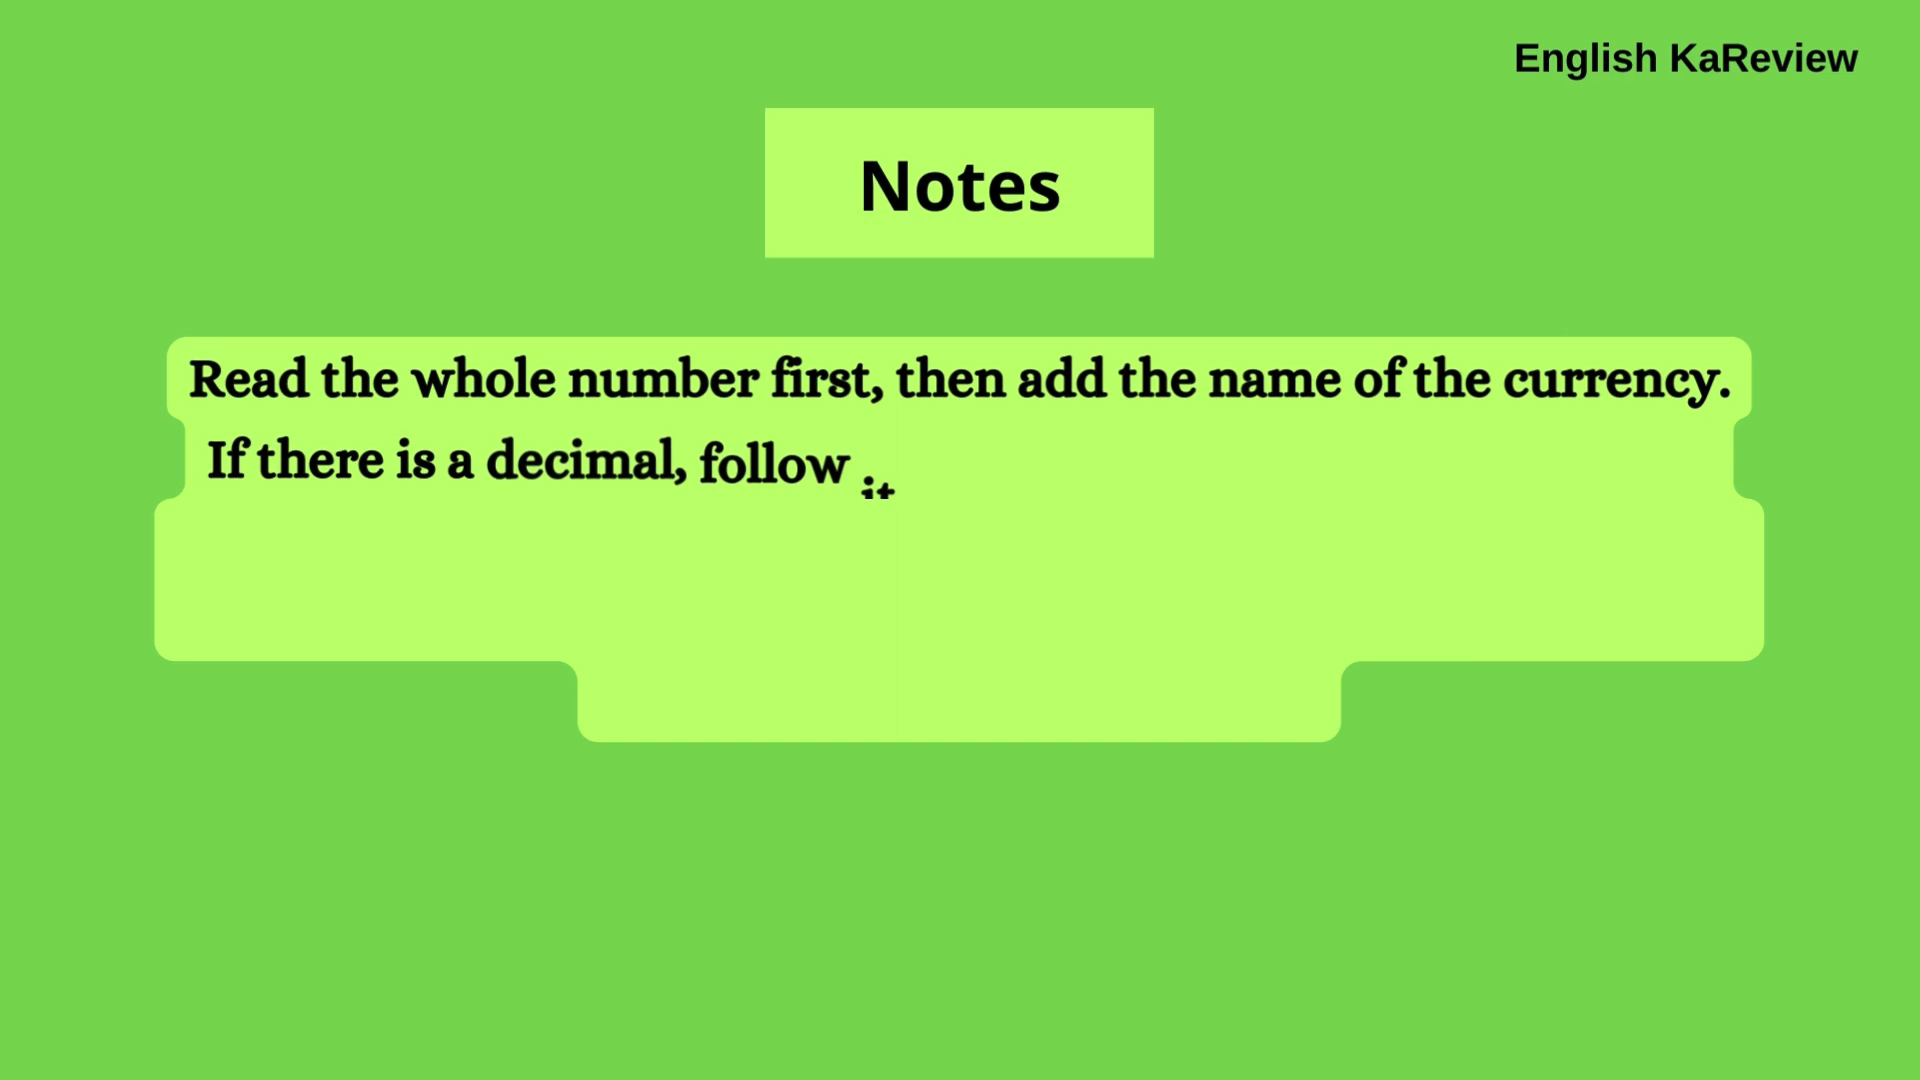 English KaReview
Notes
Read the whole number first, then add the name of the currency.
If there is a decimal, follow it